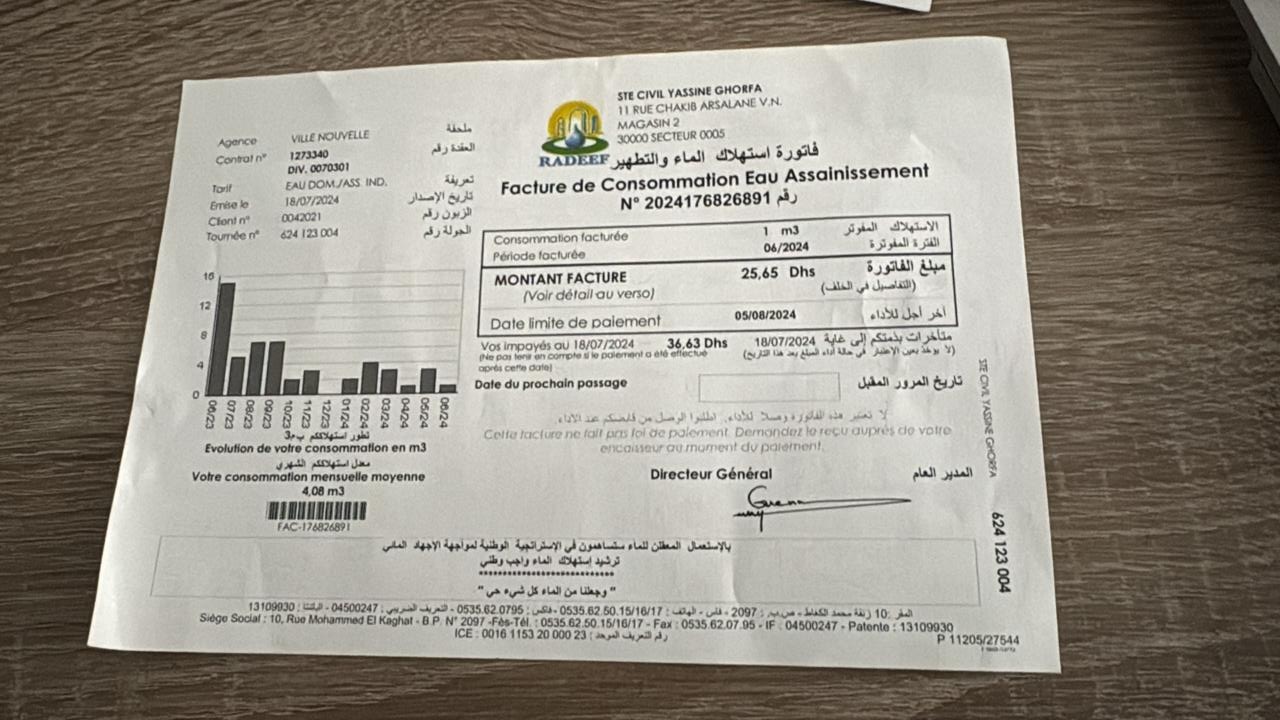 STE CIVIL YASSINE GHORFA
11 RUE CHAKIB ARSALANE V.N.
MAGASIN 2
30000 SECTEUR 0005
RADEEF
فاتورة استهلاك الماء والتطهير
Facture de Consommation Eau Assainissement
N° 2024176826891 رقم
Agence VILLE NOUVELLE ملحقة
Contrat n° 1273340 العقدة رقم
DIV. 0070301
Tarif EAU DOM./ASS. IND. تعريفة
Emise le 18/07/2024 تاريخ الإصدار
Client n° 0042021 الزبون رقم
Tournée n° 624 123 004 الجولة رقم
Consommation facturée 1 m3 الاستهلاك المفوتر
Période facturée 06/2024 الفترة المفوترة
MONTANT FACTURE 25,65 Dhs مبلغ الفاتورة
(Voir détail au verso) (التفاصيل في الخلف)
Date limite de paiement 05/08/2024 آخر أجل للأداء
Vos impayés au 18/07/2024 36,63 Dhs 18/07/2024 متأخرات بذمتكم إلى غاية
(Ne pas tenir en compte si le paiement a été effectué (لا يؤخذ بعين الإعتبار في حالة أداء المبلغ بعد هذا التاريخ)
après cette date)
Date du prochain passage تاريخ المرور المقبل
لا تعتبر هذه الفاتورة وصلا للأداء. اطلبوا الوصل من قابضكم عند الأداء.
Cette facture ne fait pas foi de paiement. Demandez le reçu auprès de votre
encaisseur au moment du paiement.
Directeur Général المدير العام
16
12
8
4
0
06/23 07/23 08/23 09/23 10/23 11/23 12/23 01/24 02/24 03/24 04/24 05/24 06/24
تطور استهلاككم ب م3
Evolution de votre consommation en m3
معدل استهلاككم الشهري
Votre consommation mensuelle moyenne
4,08 m3
FAC-176826891
STE CIVIL YASSINE GHORFA
624 123 004
بالاستعمال المعقلن للماء ستساهمون في الإستراتجية الوطنية لمواجهة الإجهاد المائي
ترشيد إستهلاك الماء واجب وطني
****************************
" وجعلنا من الماء كل شيء حي "
المقر :10 زنقة محمد الكغاط - ص.ب. : 2097 - فاس - الهاتف : 0535.62.50.15/16/17 - فاكس : 0535.62.0795 - التعريف الضريبي : 04500247 - الباتنتا : 13109930
Siège Social : 10, Rue Mohammed El Kaghat - B.P. N° 2097 -Fès-Tél. : 0535.62.50.15/16/17 - Fax : 0535.62.07.95 - IF : 04500247 - Patente : 13109930
ICE : 0016 1153 20 000 23 : رقم التعريف الموحد
P 11205/27544